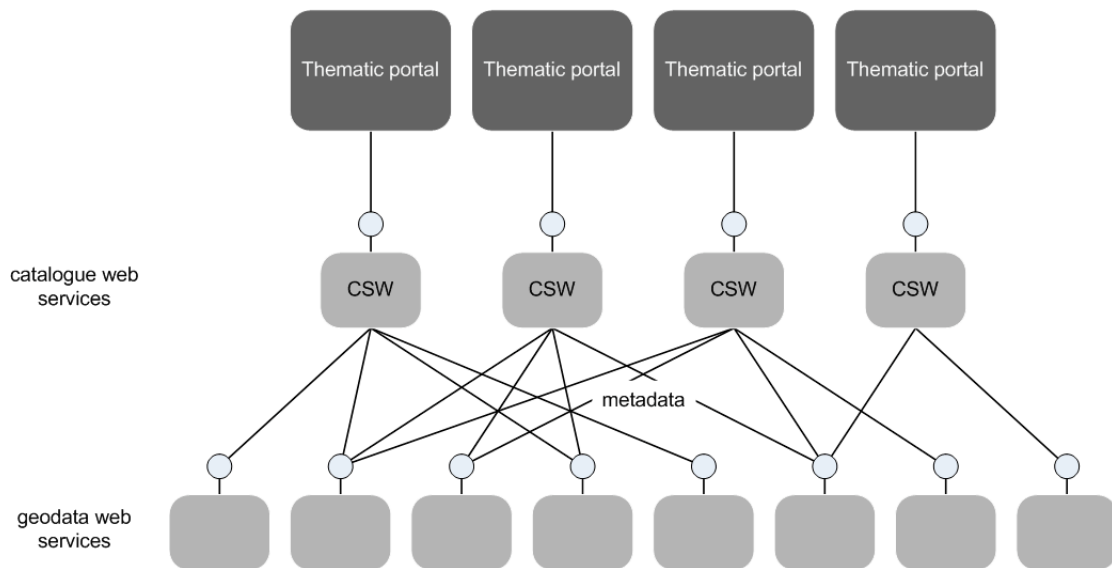 Thematic portal
Thematic portal
Thematic portal
Thematic portal
catalogue web
services
CSW
CSW
CSW
CSW
metadata
geodata web
services